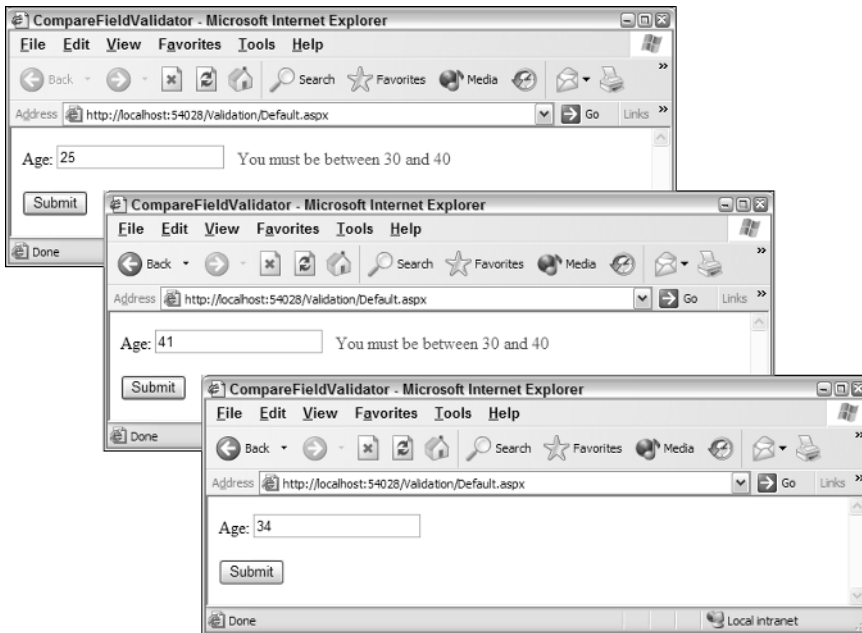 CompareFieldValidator - Microsoft Internet Explorer
File Edit View Favorites Tools Help
Back Search Favorites Media »
Address http://localhost:54028/Validation/Default.aspx Go Links »
Age: 25 You must be between 30 and 40
Submit
Done
CompareFieldValidator - Microsoft Internet Explorer
File Edit View Favorites Tools Help
Back Search Favorites Media »
Address http://localhost:54028/Validation/Default.aspx Go Links »
Age: 41 You must be between 30 and 40
Submit
Done
CompareFieldValidator - Microsoft Internet Explorer
File Edit View Favorites Tools Help
Back Search Favorites Media »
Address http://localhost:54028/Validation/Default.aspx Go Links »
Age: 34
Submit
Done Local intranet